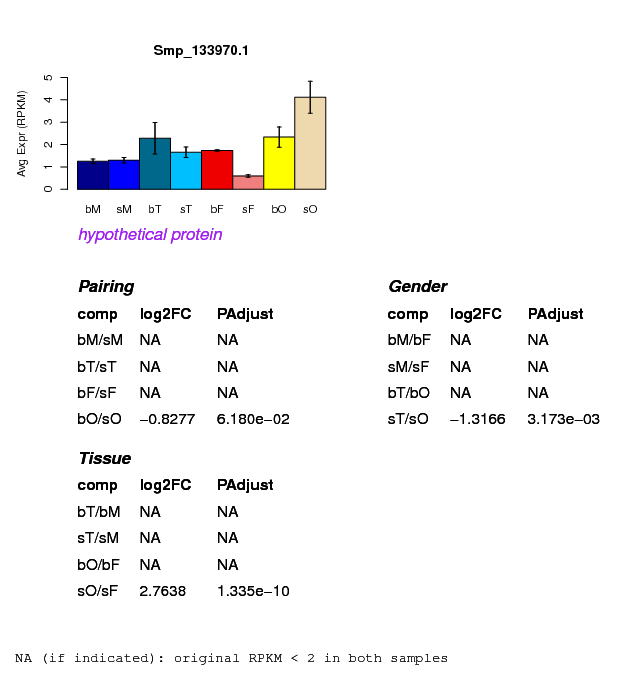 Smp_133970.1
Avg Expr (RPKM)
5
4
3
2
1
0
bM sM bT sT bF sF bO sO
hypothetical protein
Pairing
comp log2FC PAdjust
bM/sM NA NA
bT/sT NA NA
bF/sF NA NA
bO/sO −0.8277 6.180e−02
Gender
comp log2FC PAdjust
bM/bF NA NA
sM/sF NA NA
bT/bO NA NA
sT/sO −1.3166 3.173e−03
Tissue
comp log2FC PAdjust
bT/bM NA NA
sT/sM NA NA
bO/bF NA NA
sO/sF 2.7638 1.335e−10
NA (if indicated): original RPKM < 2 in both samples